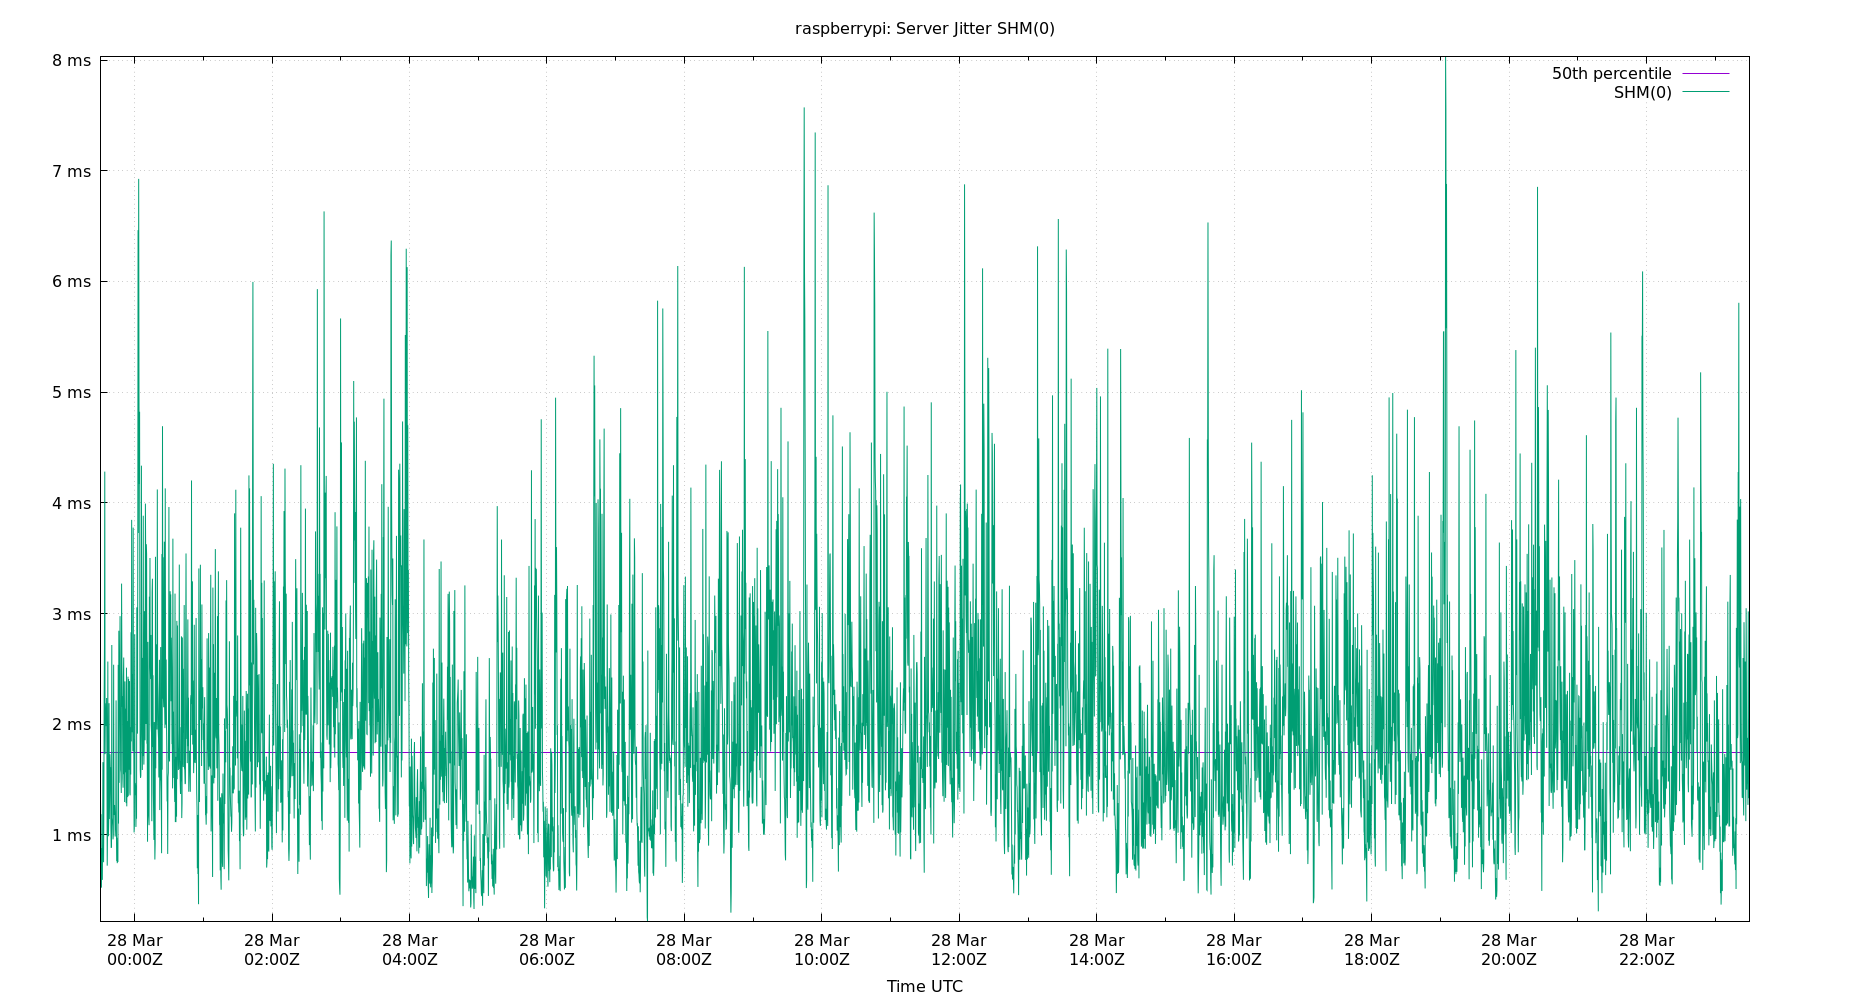 raspberrypi: Server Jitter SHM(0)
50th percentile
SHM(0)
8 ms
7 ms
6 ms
5 ms
4 ms
3 ms
2 ms
1 ms
28 Mar 28 Mar 28 Mar 28 Mar 28 Mar 28 Mar 28 Mar 28 Mar 28 Mar 28 Mar 28 Mar 28 Mar
00:00Z 02:00Z 04:00Z 06:00Z 08:00Z 10:00Z 12:00Z 14:00Z 16:00Z 18:00Z 20:00Z 22:00Z
Time UTC